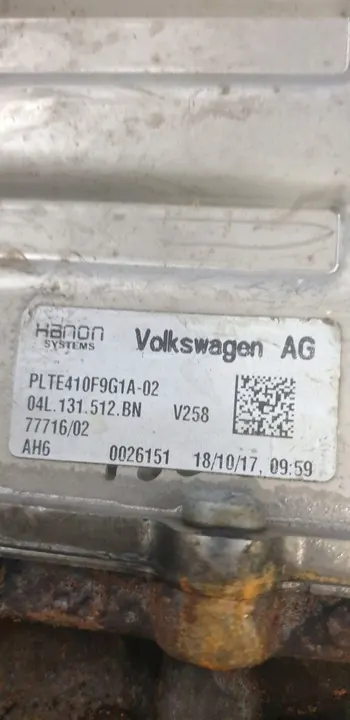 Hanon
SYSTEMS
Volkswagen AG
PLTE410F9G1A-02
04L.131.512.BN V258
77716/02
AH6 0026151 18/10/17, 09:59